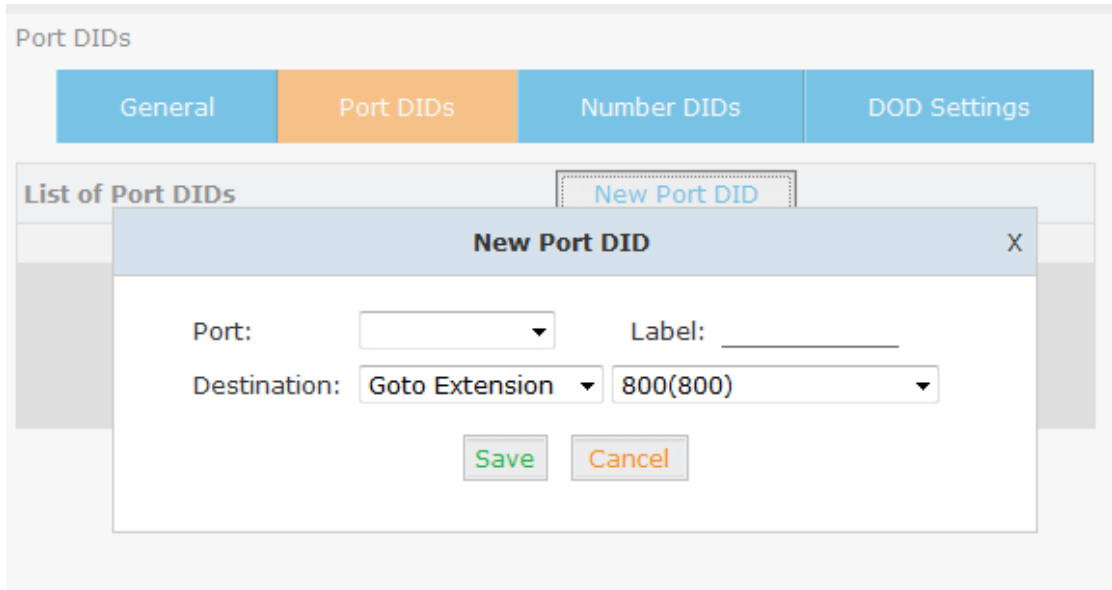 Port DIDs
General Port DIDs Number DIDs DOD Settings
List of Port DIDs New Port DID
New Port DID X
Port: Label:
Destination: Goto Extension 800(800)
Save Cancel